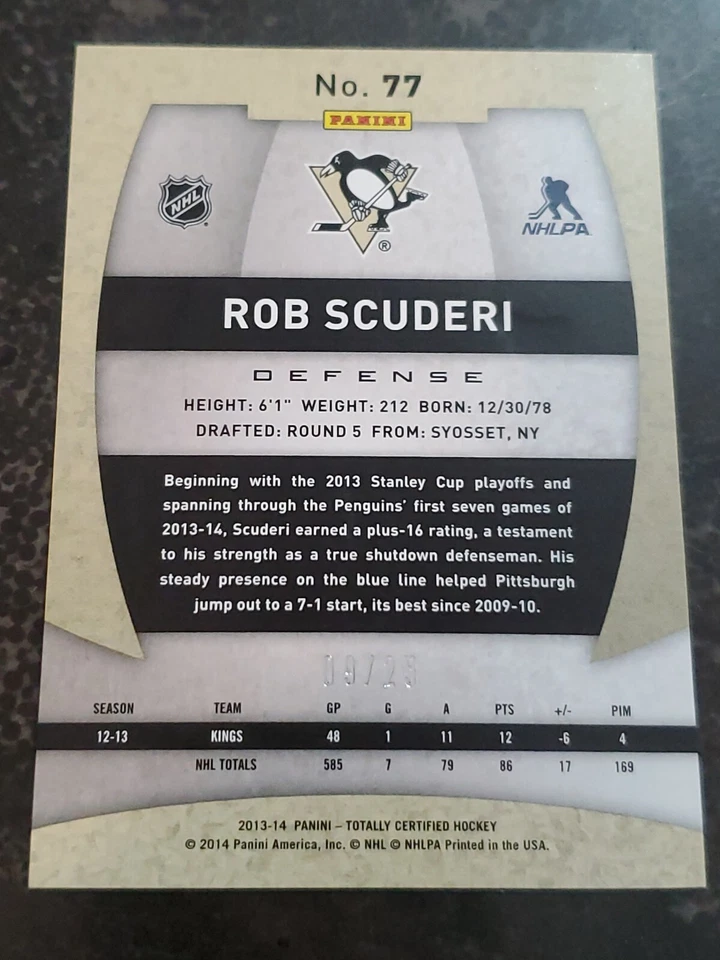 No. 77
PANINI
NHL
®
NHLPA
ROB SCUDERI
DEFENSE
HEIGHT: 6'1" WEIGHT: 212 BORN: 12/30/78
DRAFTED: ROUND 5 FROM: SYOSSET, NY
Beginning with the 2013 Stanley Cup playoffs and
spanning through the Penguins' first seven games of
2013-14, Scuderi earned a plus-16 rating, a testament
to his strength as a true shutdown defenseman. His
steady presence on the blue line helped Pittsburgh
jump out to a 7-1 start, its best since 2009-10.
09/25
SEASON TEAM GP G A PTS +/- PIM
12-13 KINGS 48 1 11 12 -6 4
NHL TOTALS 585 7 79 86 17 169
2013-14 PANINI – TOTALLY CERTIFIED HOCKEY
© 2014 Panini America, Inc. © NHL © NHLPA Printed in the USA.